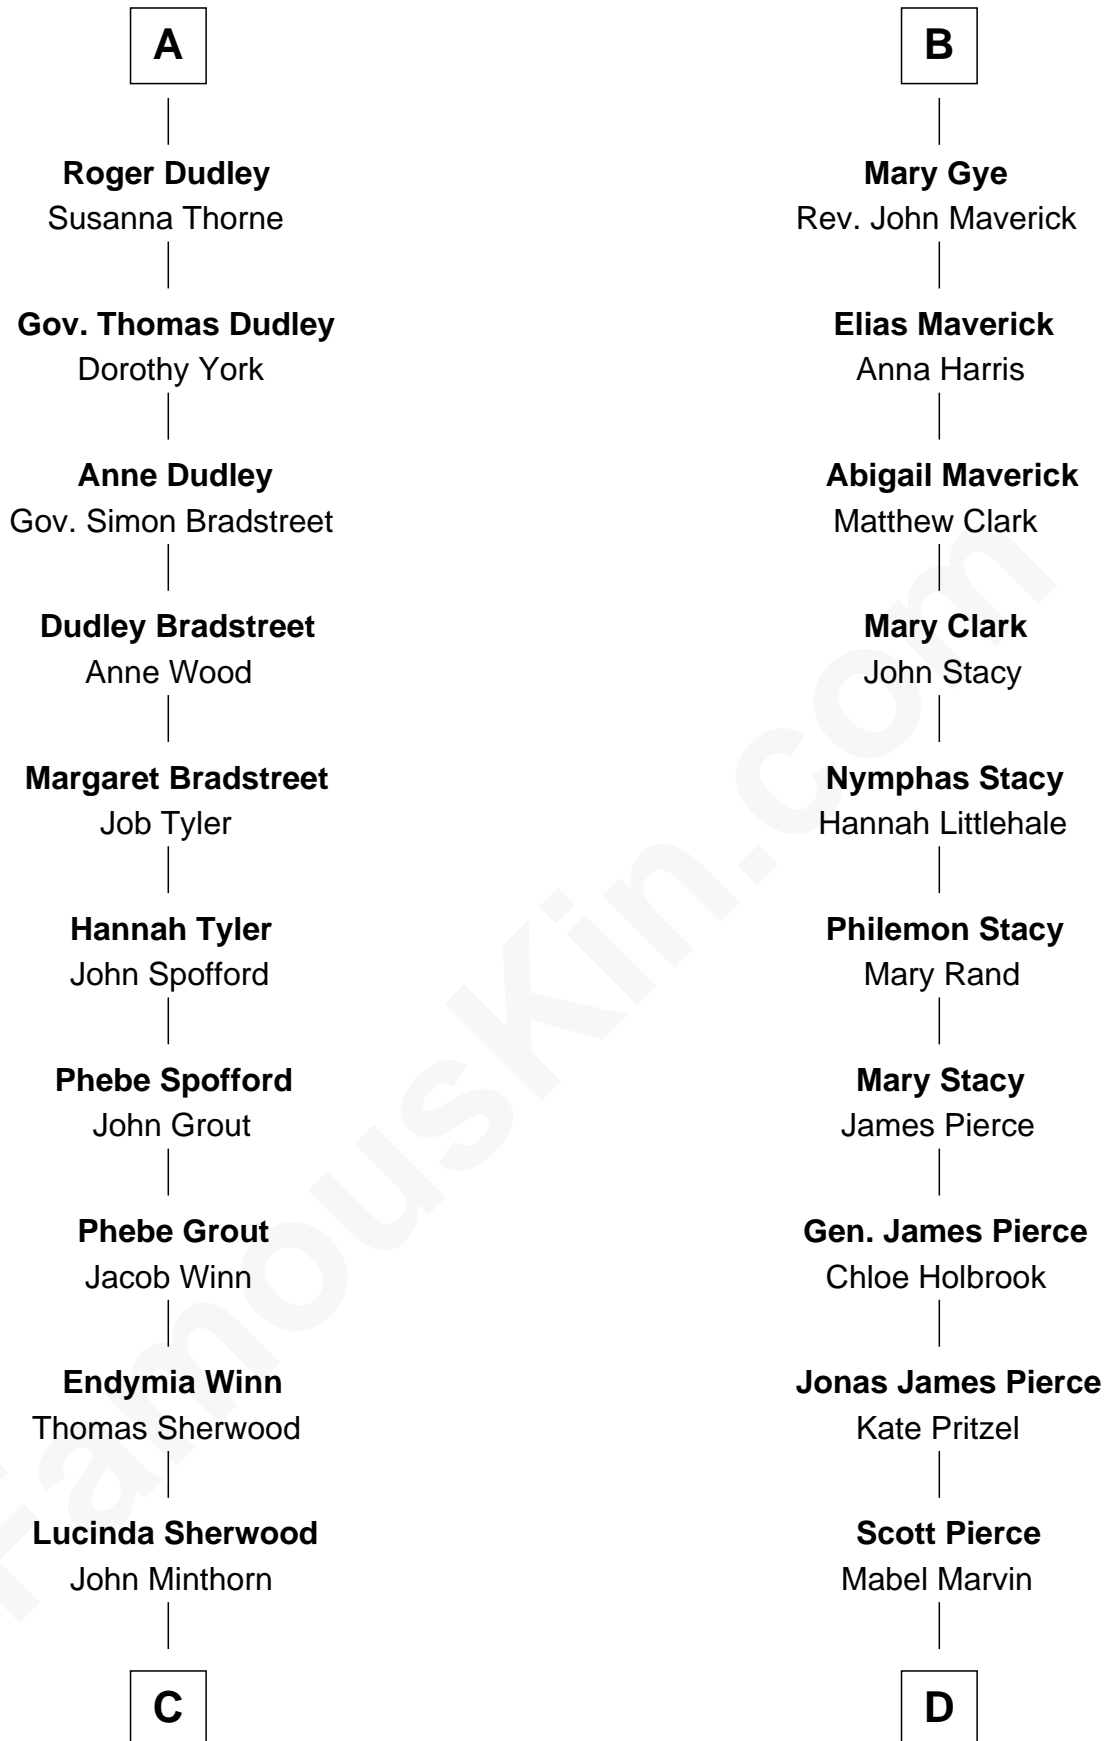 A
Roger Dudley
Susanna Thorne
Gov. Thomas Dudley
Dorothy York
Anne Dudley
Gov. Simon Bradstreet
Dudley Bradstreet
Anne Wood
Margaret Bradstreet
Job Tyler
Hannah Tyler
John Spofford
Phebe Spofford
John Grout
Phebe Grout
Jacob Winn
Endymia Winn
Thomas Sherwood
Lucinda Sherwood
John Minthorn
C
B
Mary Gye
Rev. John Maverick
Elias Maverick
Anna Harris
Abigail Maverick
Matthew Clark
Mary Clark
John Stacy
Nymphas Stacy
Hannah Littlehale
Philemon Stacy
Mary Rand
Mary Stacy
James Pierce
Gen. James Pierce
Chloe Holbrook
Jonas James Pierce
Kate Pritzel
Scott Pierce
Mabel Marvin
D
FamousKin.com